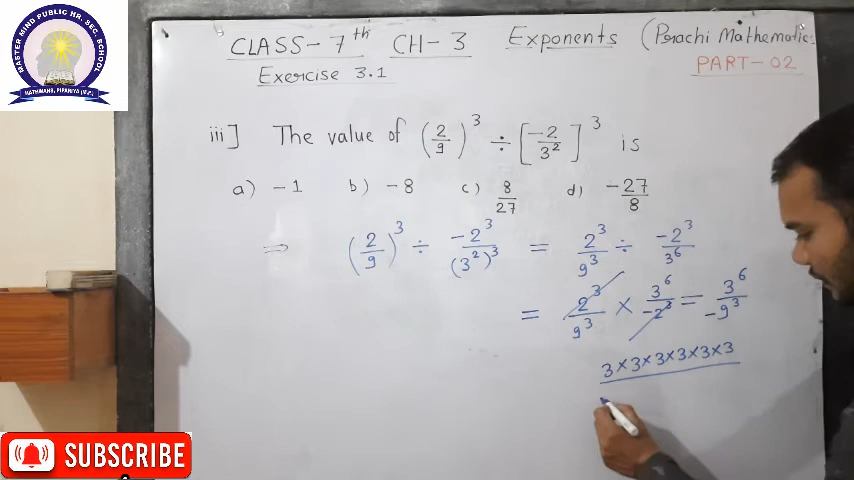 MASTER MIND PUBLIC HR. SEC. SCHOOL
HATHWANS, PIPARIYA (M.P.)
CLASS-7th CH-3 Exponents (Prachi Mathematics
Exercise 3.1 PART-02
iii] The value of (2/9)^3 ÷ [-2/3^2]^3 is
a) -1 b) -8 c) 8/27 d) -27/8
⇒ (2/9)^3 ÷ -2^3/(3^2)^3 = 2^3/9^3 ÷ -2^3/3^6
= 2^3/9^3 × 3^6/-2^3 = 3^6/-9^3
3×3×3×3×3×3
SUBSCRIBE